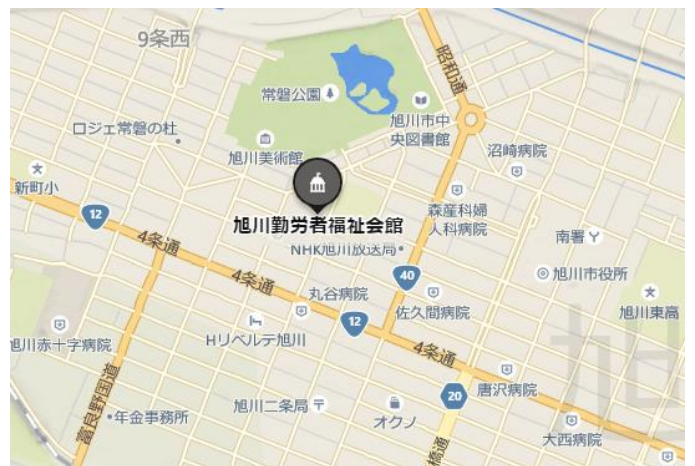 9条西
昭和通
常磐公園
旭川市中
央図書館
ロジェ常磐の杜
旭川美術館
沼崎病院
新町小
12
4条通
旭川勤労者福祉会館
森産科婦
人科病院
NHK旭川放送局
南署
旭川市役所
4条通
40
丸谷病院
旭川東高
佐久間病院
12
Hリベルテ旭川
旭川赤十字病院
4条通
唐沢病院
20
富良野国道
年金事務所
旭川二条局
オクノ
大西病院
橋通
旭